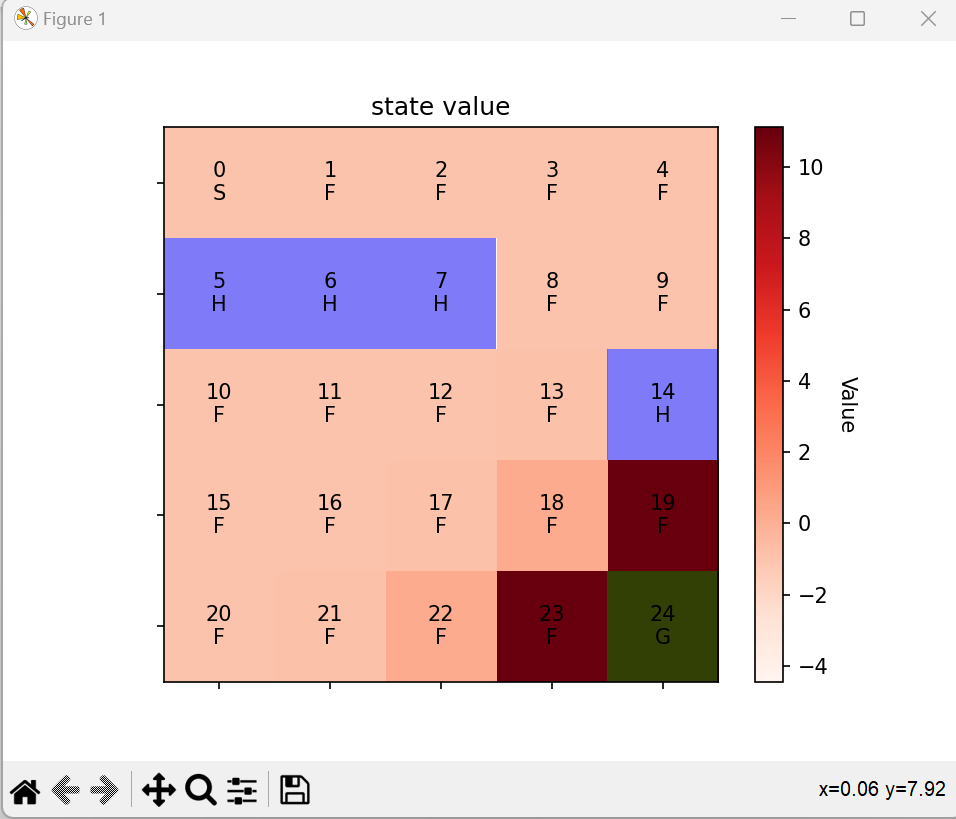 Figure 1
state value
0 1 2 3 4
S F F F F
5 6 7 8 9
H H H F F
10 11 12 13 14
F F F F H
15 16 17 18 19
F F F F F
20 21 22 23 24
F F F F G
10
8
6
4
2
0
−2
−4
Value
x=0.06 y=7.92